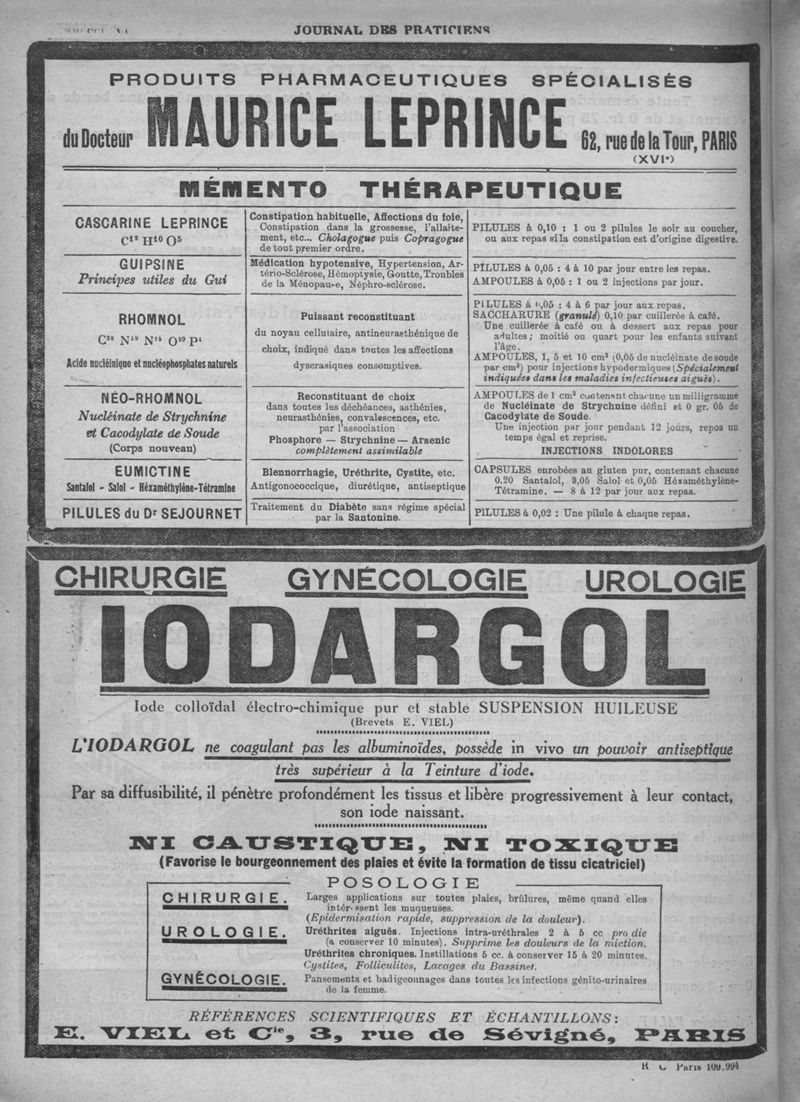 JOURNAL DES PRATICIENS
PRODUITS PHARMACEUTIQUES SPÉCIALISÉS
du Docteur MAURICE LEPRINCE 62, rue de la Tour, PARIS
(XVIᵉ)
MÉMENTO THÉRAPEUTIQUE
CASCARINE LEPRINCE
C¹² H¹⁰ O⁵
Constipation habituelle, Affections du foie,
Constipation dans la grossesse, l'allaite-
ment, etc... Cholagogue puis Copragogue
de tout premier ordre.
PILULES à 0,10 : 1 ou 2 pilules le soir au coucher,
ou aux repas si la constipation est d'origine digestive.
GUIPSINE
Principes utiles du Gui
Médication hypotensive, Hypertension, Ar-
tério-Sclérose, Hémoptysie, Goutte, Troubles
de la Ménopau-e, Néphro-sclérose.
PILULES à 0,05 : 4 à 10 par jour entre les repas.
AMPOULES à 0,05 : 1 ou 2 injections par jour.
RHOMNOL
Acide nucléinique et nucléophosphates naturels
Puissant reconstituant
du noyau cellulaire, antineurasthénique de
choix, indiqué dans toutes les affections
dyscrasiques consomptives.
PILULES à 0,05 : 4 à 6 par jour aux repas.
SACCHARURE (granulé) 0,10 par cuillerée à café.
Une cuillerée à café ou à dessert aux repas pour
adultes; moitié ou quart pour les enfants suivant
l'âge.
AMPOULES, 1, 5 et 10 cm³ (0,05 de nucléinate de soude
par cm³) pour injections hypodermiques (Spécialement
indiquées dans les maladies infectieuses aiguës).
NÉO-RHOMNOL
Nucléinate de Strychnine
et Cacodylate de Soude
(Corps nouveau)
Reconstituant de choix
dans toutes les déchéances, asthénies,
neurasthénies, convalescences, etc.
par l'association
Phosphore — Strychnine — Arsenic
complètement assimilable
AMPOULES de 1 cm³ contenant chacune un milligramme
de Nucléinate de Strychnine défini et 0 gr. 05 de
Cacodylate de Soude.
Une injection par jour pendant 12 jours, repos un
temps égal et reprise.
INJECTIONS INDOLORES
EUMICTINE
Santalol - Salol - Héxaméthylène-Tétramine
Blennorrhagie, Uréthrite, Cystite, etc.
Antigonococcique, diurétique, antiseptique
CAPSULES enrobées au gluten pur, contenant chacune
0.20 Santalol, 0,05 Salol et 0,05 Héxaméthylène-
Tétramine. — 8 à 12 par jour aux repas.
PILULES du Dʳ SEJOURNET
Traitement du Diabète sans régime spécial
par la Santonine.
PILULES à 0,02 : Une pilule à chaque repas.
CHIRURGIE GYNÉCOLOGIE UROLOGIE
IODARGOL
Iode colloïdal électro-chimique pur et stable SUSPENSION HUILEUSE
(Brevets E. VIEL)
L'IODARGOL ne coagulant pas les albuminoïdes, possède in vivo un pouvoir antiseptique
très supérieur à la Teinture d'iode.
Par sa diffusibilité, il pénètre profondément les tissus et libère progressivement à leur contact,
son iode naissant.
NI CAUSTIQUE, NI TOXIQUE
(Favorise le bourgeonnement des plaies et évite la formation de tissu cicatriciel)
POSOLOGIE
CHIRURGIE. Larges applications sur toutes plaies, brûlures, même quand elles
intér-ssent les muqueuses.
(Epidermisation rapide, suppression de la douleur).
UROLOGIE. Uréthrites aiguës. Injections intra-uréthrales 2 à 5 cc pro die
(a conserver 10 minutes). Supprime les douleurs de la miction.
Uréthrites chroniques. Instillations 5 cc. à conserver 15 à 20 minutes.
Cystites, Folliculites, Lavages du Bassinet.
GYNÉCOLOGIE. Pansements et badigeonnages dans toutes les infections génito-urinaires
de la femme.
RÉFÉRENCES SCIENTIFIQUES ET ÉCHANTILLONS:
E. VIEL et Cⁱᵉ, 3, rue de Sévigné, PARIS
R C Paris 109.994